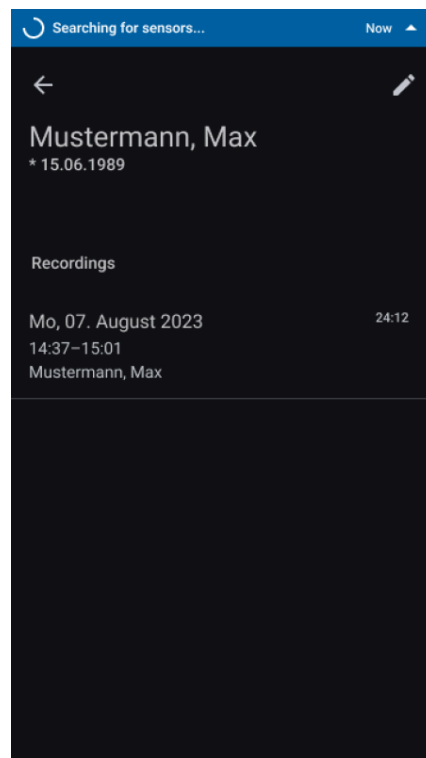 Searching for sensors... Now
Mustermann, Max
* 15.06.1989
Recordings
Mo, 07. August 2023 24:12
14:37–15:01
Mustermann, Max